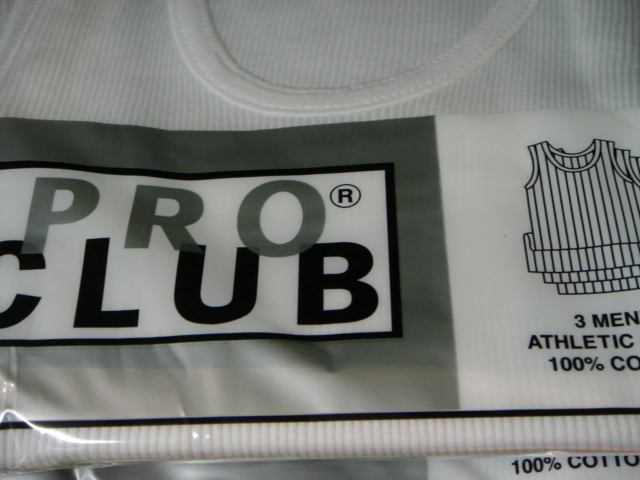 PRO®
CLUB
3 MEN
ATHLETIC
100% CO
100% COTTO